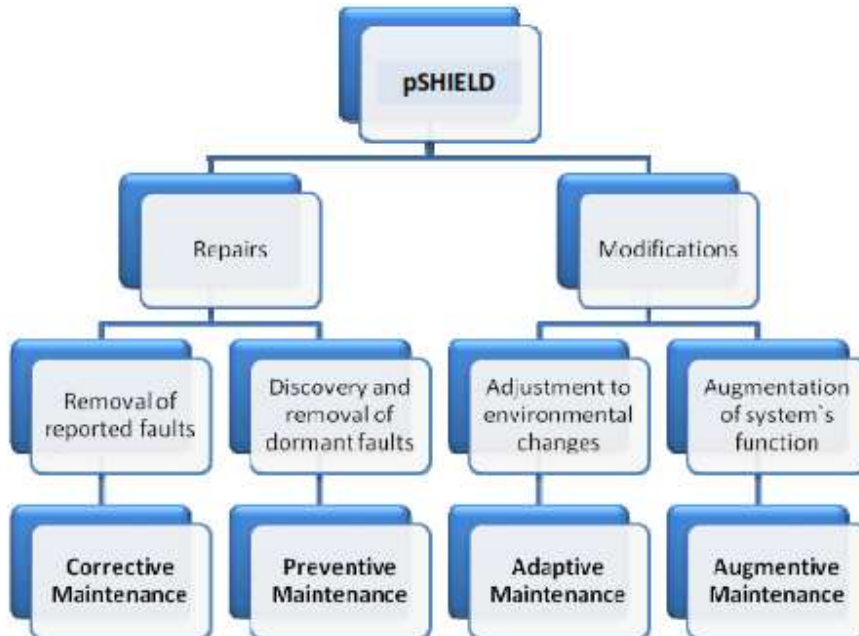 pSHIELD
Repairs
Modifications
Removal of
reported faults
Discovery and
removal of
dormant faults
Adjustment to
environmental
changes
Augmentation
of system`s
function
Corrective
Maintenance
Preventive
Maintenance
Adaptive
Maintenance
Augmentive
Maintenance